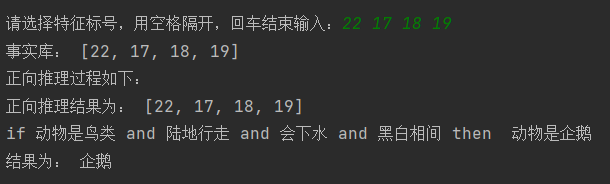 请选择特征标号，用空格隔开，回车结束输入：22 17 18 19
事实库： [22, 17, 18, 19]
正向推理过程如下：
正向推理结果为： [22, 17, 18, 19]
if 动物是鸟类 and 陆地行走 and 会下水 and 黑白相间 then  动物是企鹅
结果为： 企鹅